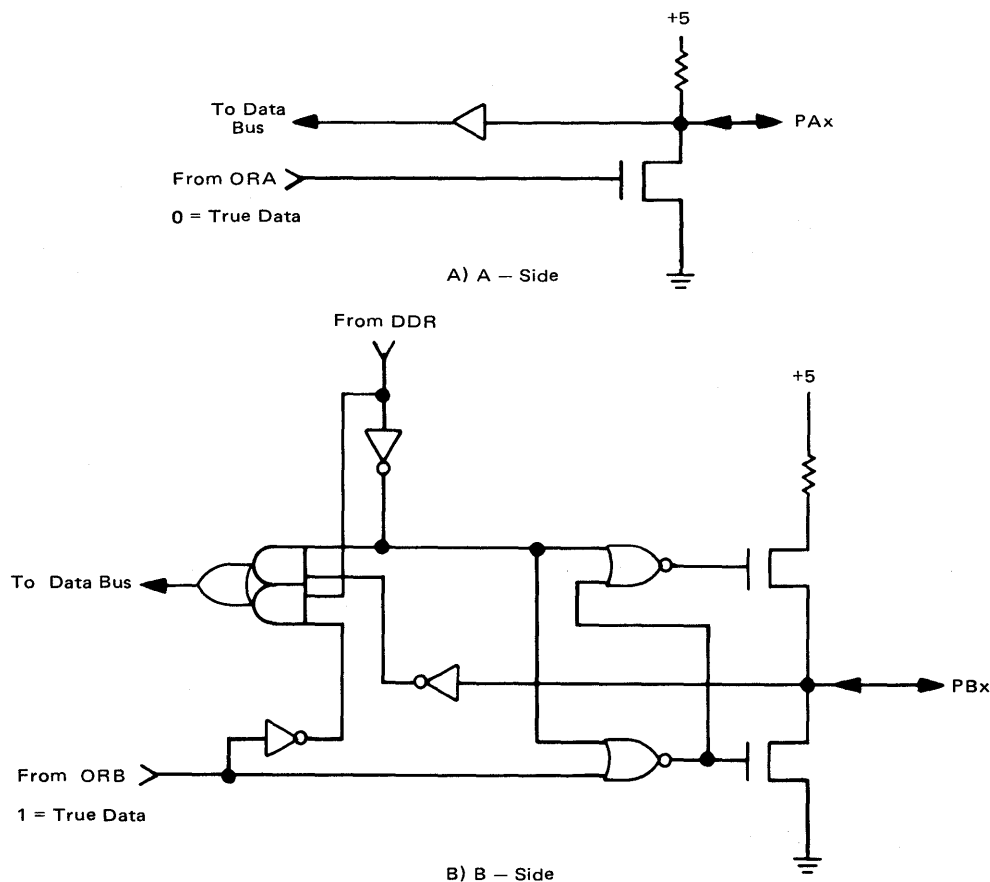 +5
To Data
Bus
PAx
From ORA
0 = True Data
A) A – Side
From DDR
+5
To Data Bus
PBx
From ORB
1 = True Data
B) B – Side